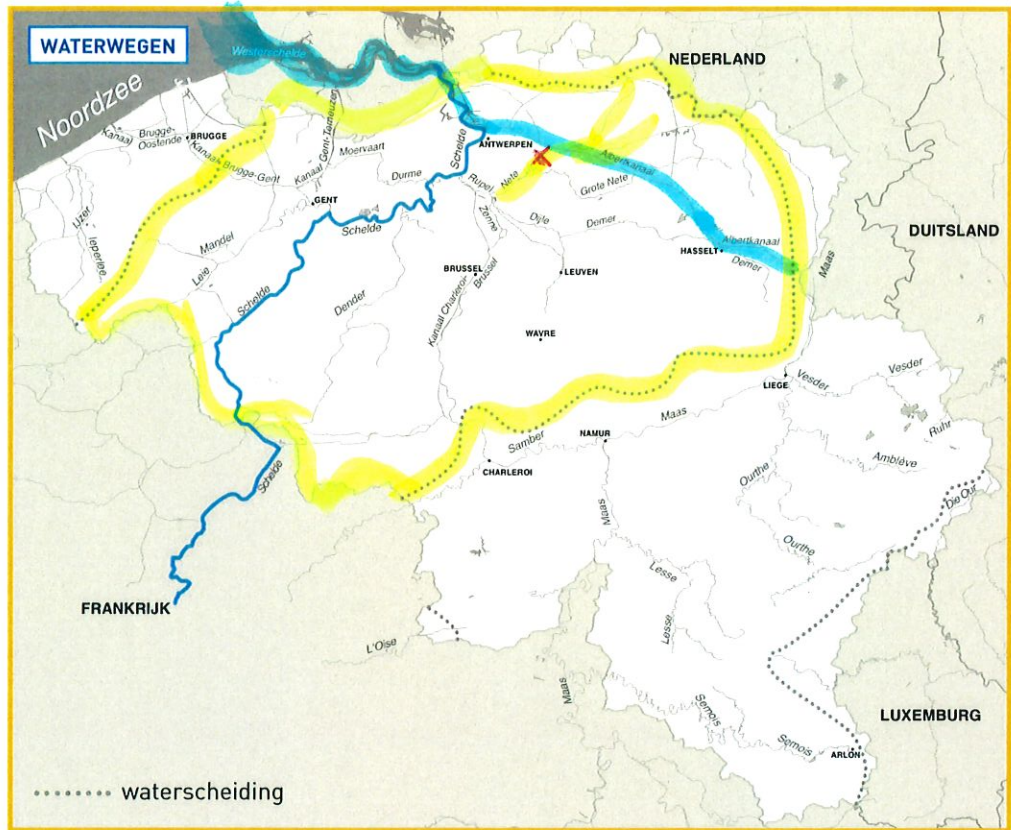 WATERWEGEN
Westerschelde
NEDERLAND
Noordzee
Kanaal
Brugge-
Oostende
BRUGGE
Kanaal Brugge-Gent
Kanaal Gent-Terneuzen
Moervaart
Schelde
ANTWERPEN
Albertkanaal
Durme
Rupel
Nete
Grote Nete
IJzer
Ieperlee
GENT
Schelde
Zenne
Dijle
Demer
Albertkanaal
HASSELT
Demer
Maas
DUITSLAND
Mandel
Leie
BRUSSEL
LEUVEN
Schelde
Dender
Kanaal Charleroi-
Brussel
WAVRE
LIEGE
Vesder
Vesder
Maas
NAMUR
Samber
CHARLEROI
Ruhr
Schelde
Ourthe
Amblève
Die Our
Maas
Ourthe
Lesse
FRANKRIJK
Lesse
L'Oise
Maas
LUXEMBURG
Semois
Semois
ARLON
waterscheiding